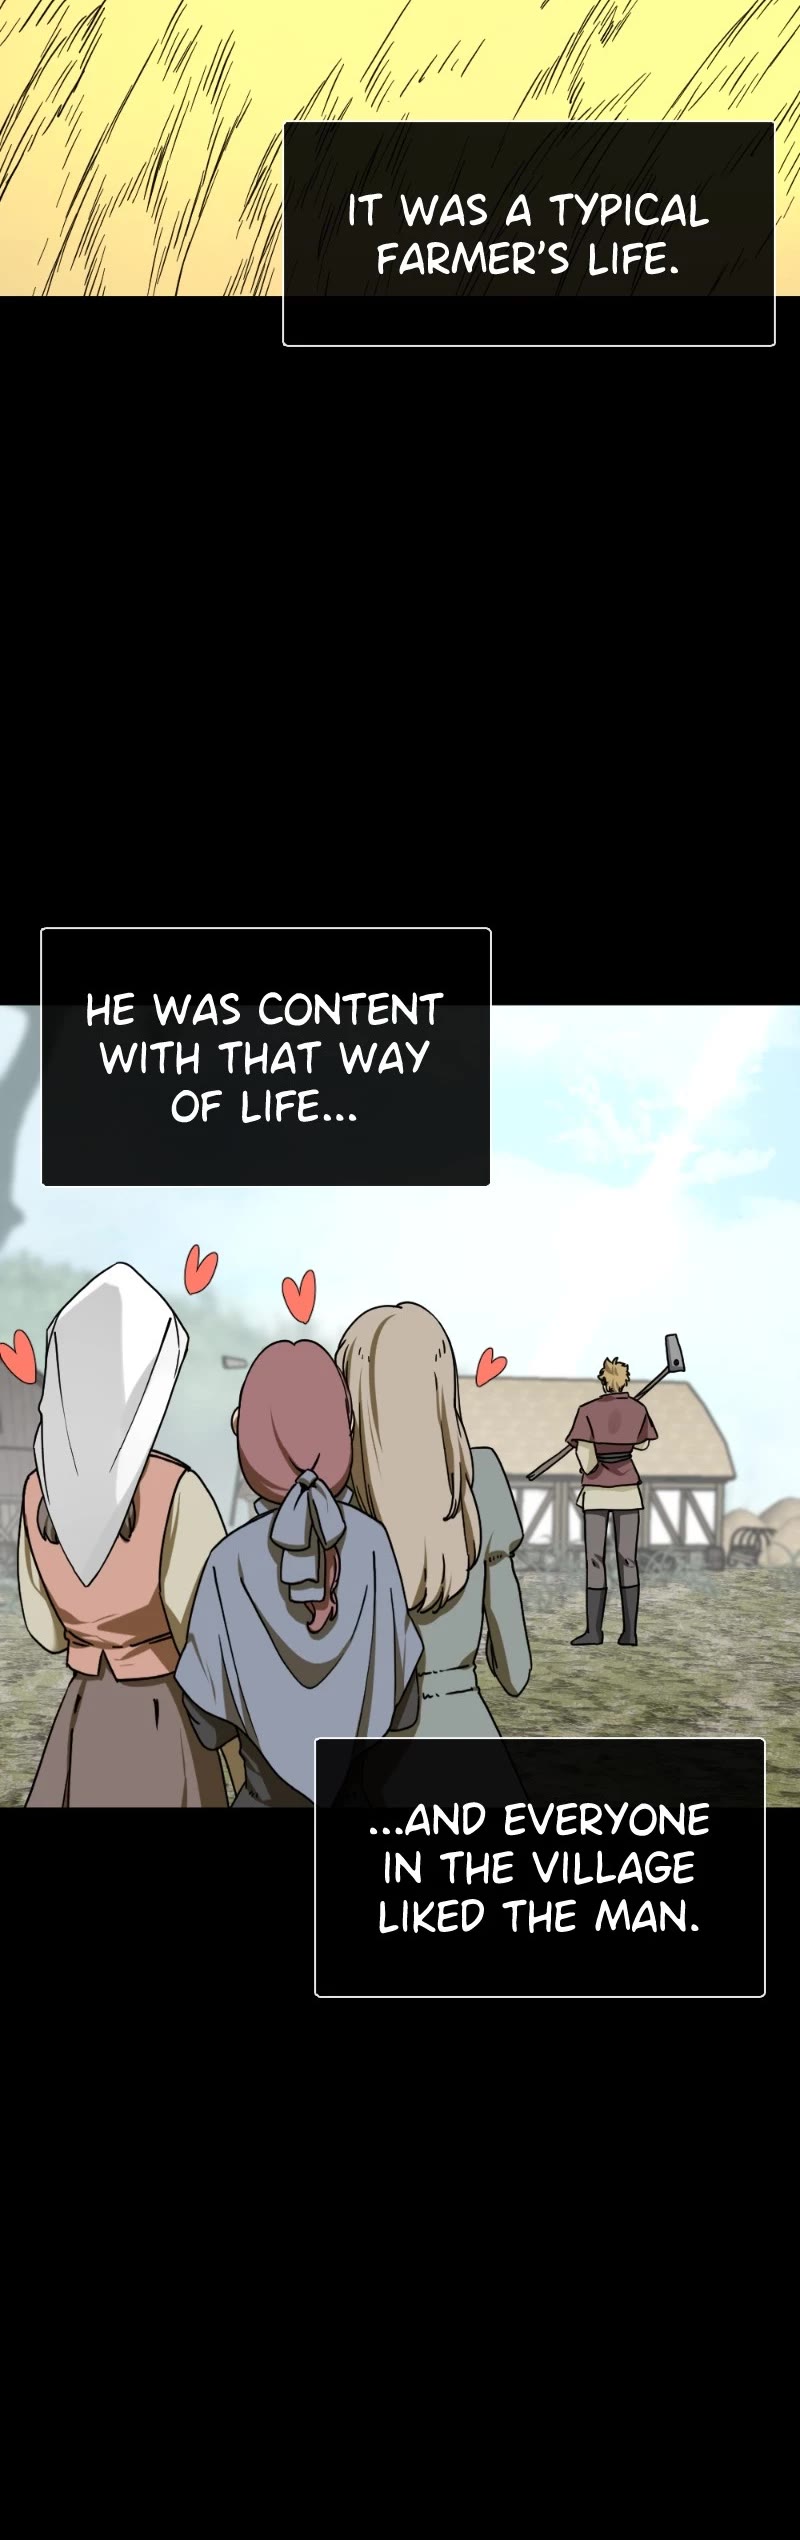 IT WAS A TYPICAL
FARMER'S LIFE.
HE WAS CONTENT
WITH THAT WAY
OF LIFE...
...AND EVERYONE
IN THE VILLAGE
LIKED THE MAN.